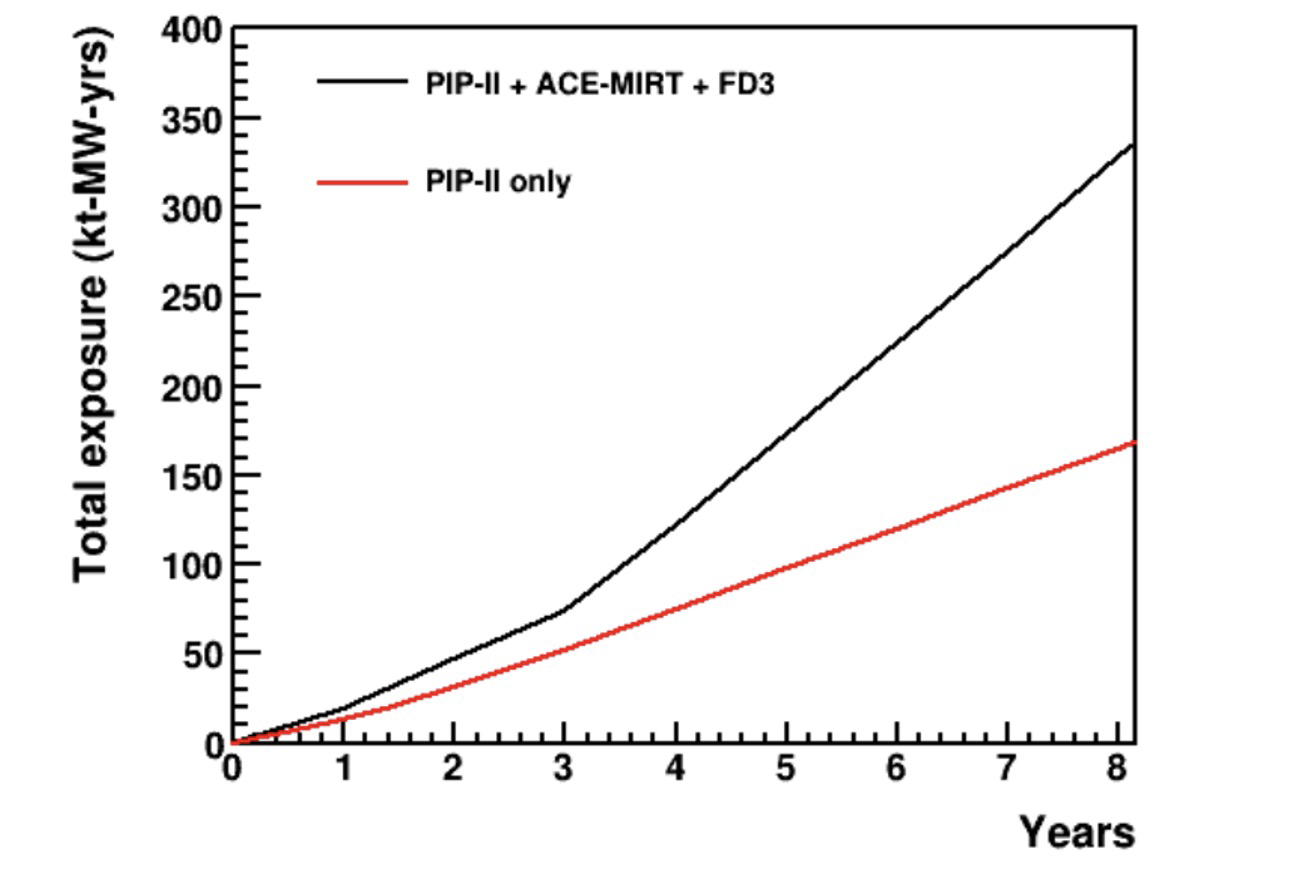 Total exposure (kt-MW-yrs)
400
350
300
250
200
150
100
50
0
PIP-II + ACE-MIRT + FD3
PIP-II only
0 1 2 3 4 5 6 7 8
Years